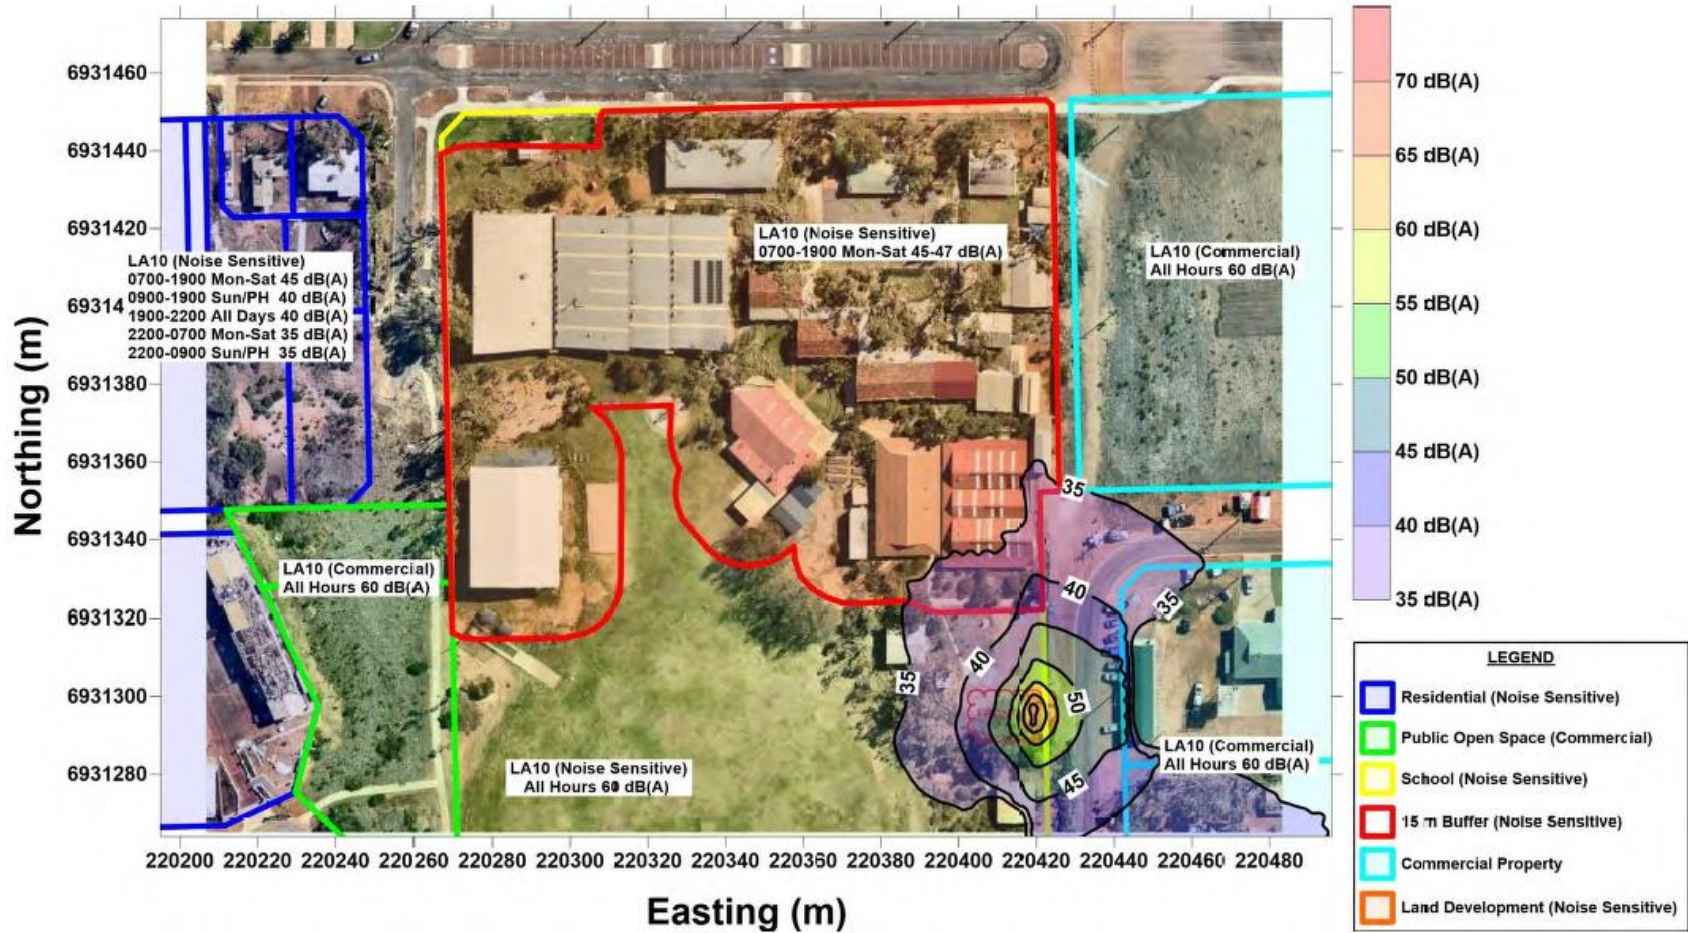 70 dB(A)
65 dB(A)
60 dB(A)
55 dB(A)
50 dB(A)
45 dB(A)
40 dB(A)
35 dB(A)
Northing (m)
6931460
6931440
6931420
69314
6931380
6931360
6931340
6931320
6931300
6931280
LA10 (Noise Sensitive)
0700-1900 Mon-Sat 45 dB(A)
0900-1900 Sun/PH 40 dB(A)
1900-2200 All Days 40 dB(A)
2200-0700 Mon-Sat 35 dB(A)
2200-0900 Sun/PH 35 dB(A)
LA10 (Noise Sensitive)
0700-1900 Mon-Sat 45-47 dB(A)
LA10 (Commercial)
All Hours 60 dB(A)
LA10 (Commercial)
All Hours 60 dB(A)
LA10 (Noise Sensitive)
All Hours 60 dB(A)
LA10 (Commercial)
All Hours 60 dB(A)
35
40
35
40
35
50
45
220200 220220 220240 220260 220280 220300 220320 220340 220360 220380 220400 220420 220440 220460 220480
Easting (m)
LEGEND
Residential (Noise Sensitive)
Public Open Space (Commercial)
School (Noise Sensitive)
15 m Buffer (Noise Sensitive)
Commercial Property
Land Development (Noise Sensitive)